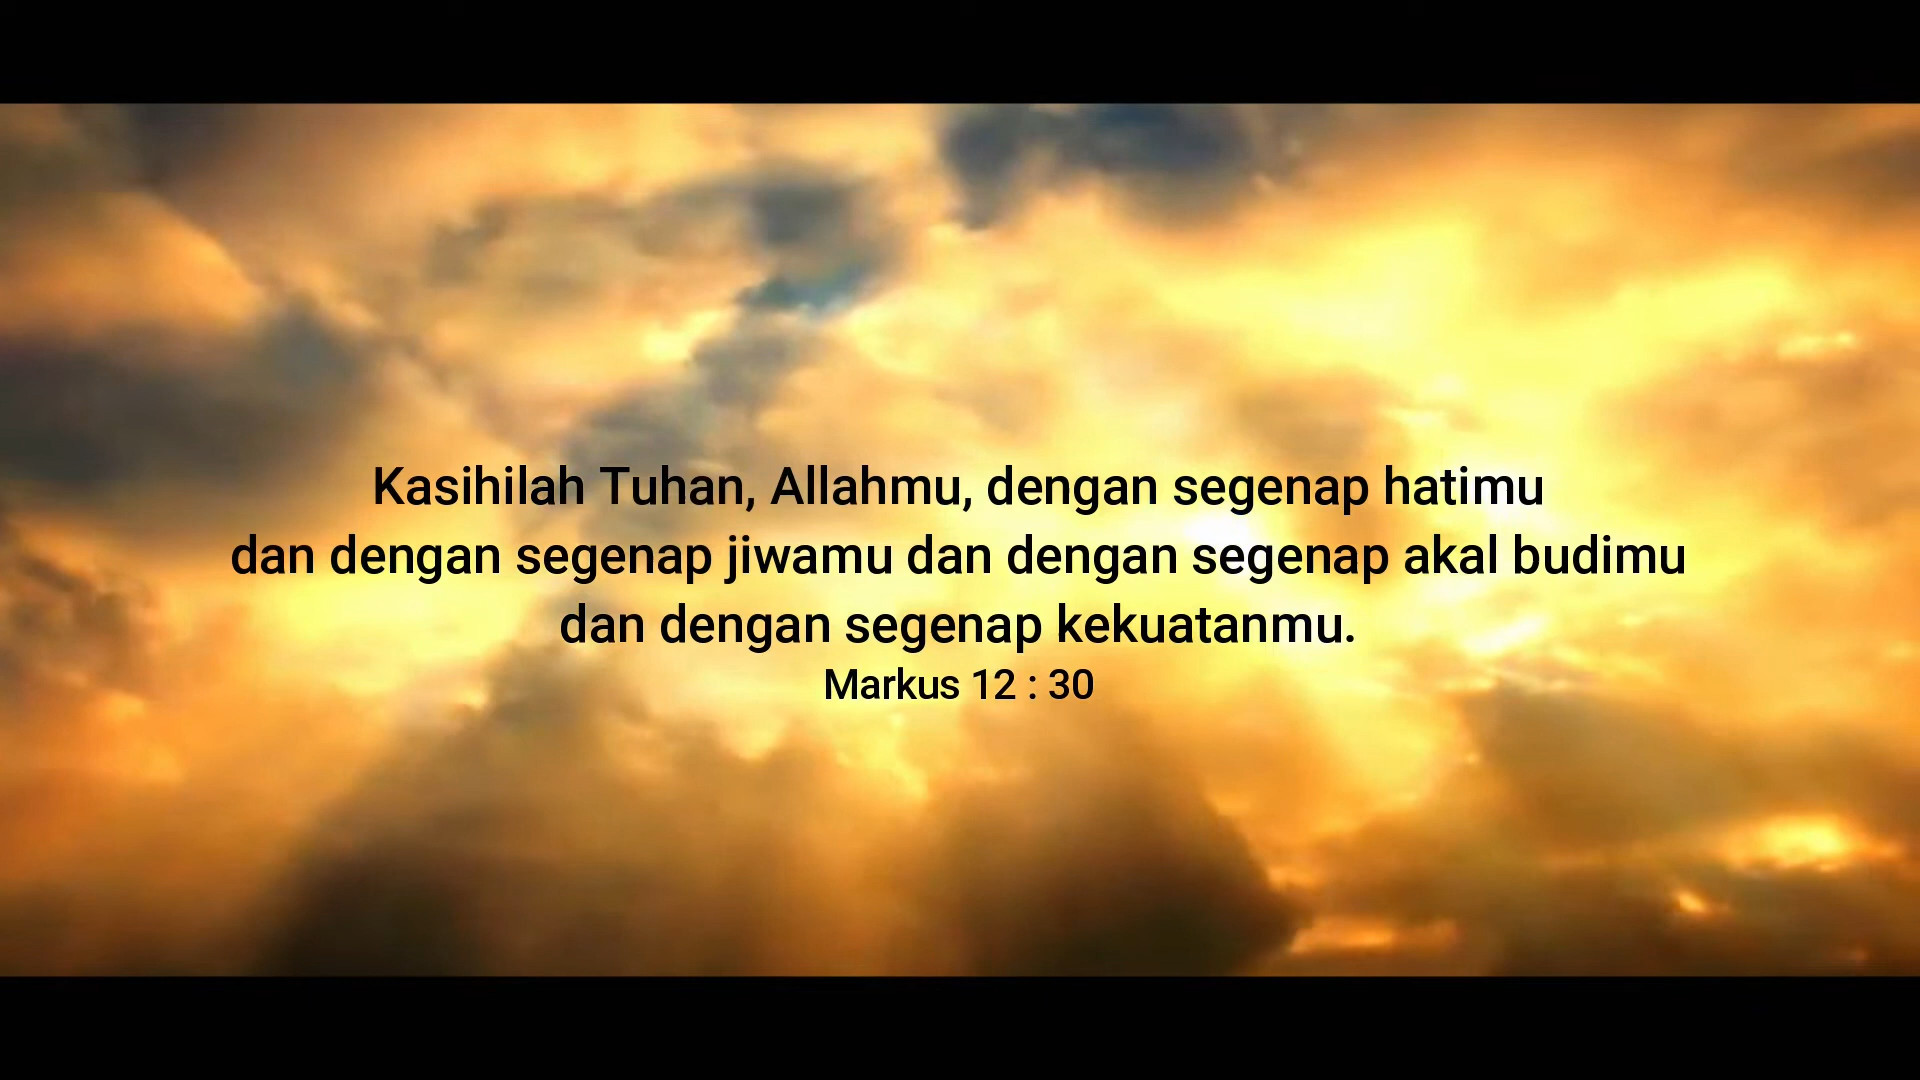 Kasihilah Tuhan, Allahmu, dengan segenap hatimu
dan dengan segenap jiwamu dan dengan segenap akal budimu
dan dengan segenap kekuatanmu.
Markus 12 : 30